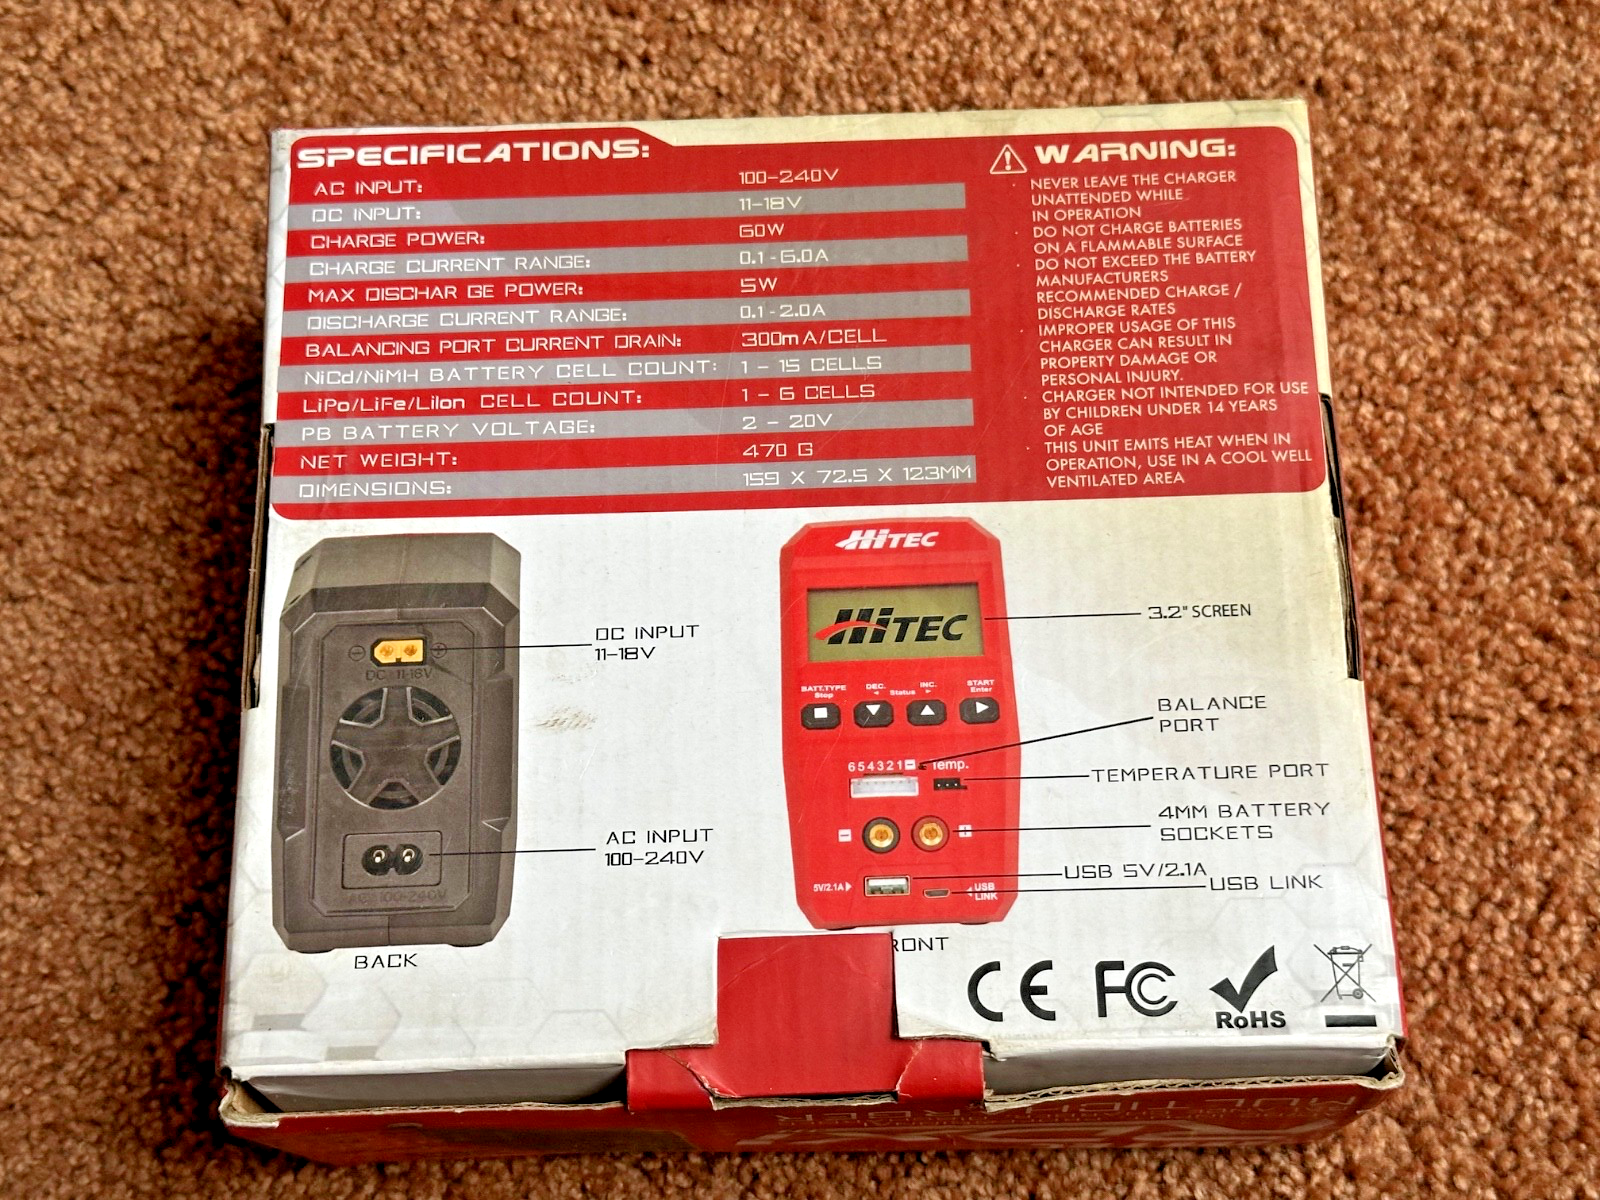 SPECIFICATIONS:
AC INPUT: 100-240V
DC INPUT: 11-18V
CHARGE POWER: 60W
CHARGE CURRENT RANGE: 0.1-6.0A
MAX DISCHAR GE POWER: 5W
DISCHARGE CURRENT RANGE: 0.1-2.0A
BALANCING PORT CURRENT DRAIN: 300mA/CELL
NiCd/NiMH BATTERY CELL COUNT: 1 - 15 CELLS
LiPo/LiFe/LiIon CELL COUNT: 1 - 6 CELLS
PB BATTERY VOLTAGE: 2 - 20V
NET WEIGHT: 470 G
DIMENSIONS: 159 X 72.5 X 123MM
WARNING:
· NEVER LEAVE THE CHARGER
UNATTENDED WHILE
IN OPERATION
· DO NOT CHARGE BATTERIES
ON A FLAMMABLE SURFACE
· DO NOT EXCEED THE BATTERY
MANUFACTURERS
RECOMMENDED CHARGE /
DISCHARGE RATES
· IMPROPER USAGE OF THIS
CHARGER CAN RESULT IN
PROPERTY DAMAGE OR
PERSONAL INJURY.
· CHARGER NOT INTENDED FOR USE
BY CHILDREN UNDER 14 YEARS
OF AGE
· THIS UNIT EMITS HEAT WHEN IN
OPERATION, USE IN A COOL WELL
VENTILATED AREA
DC INPUT
11-18V
DC 11-18V
AC INPUT
100-240V
AC 100-240V
BACK
HiTEC
HiTEC
3.2" SCREEN
BATT.TYPE DEC. INC. START
Stop Status Enter
BALANCE
PORT
654321 Temp.
TEMPERATURE PORT
4MM BATTERY
SOCKETS
USB 5V/2.1A
5V/2.1A
USB LINK
USB
LINK
RONT
CE FC RoHS
MULTICHARGER